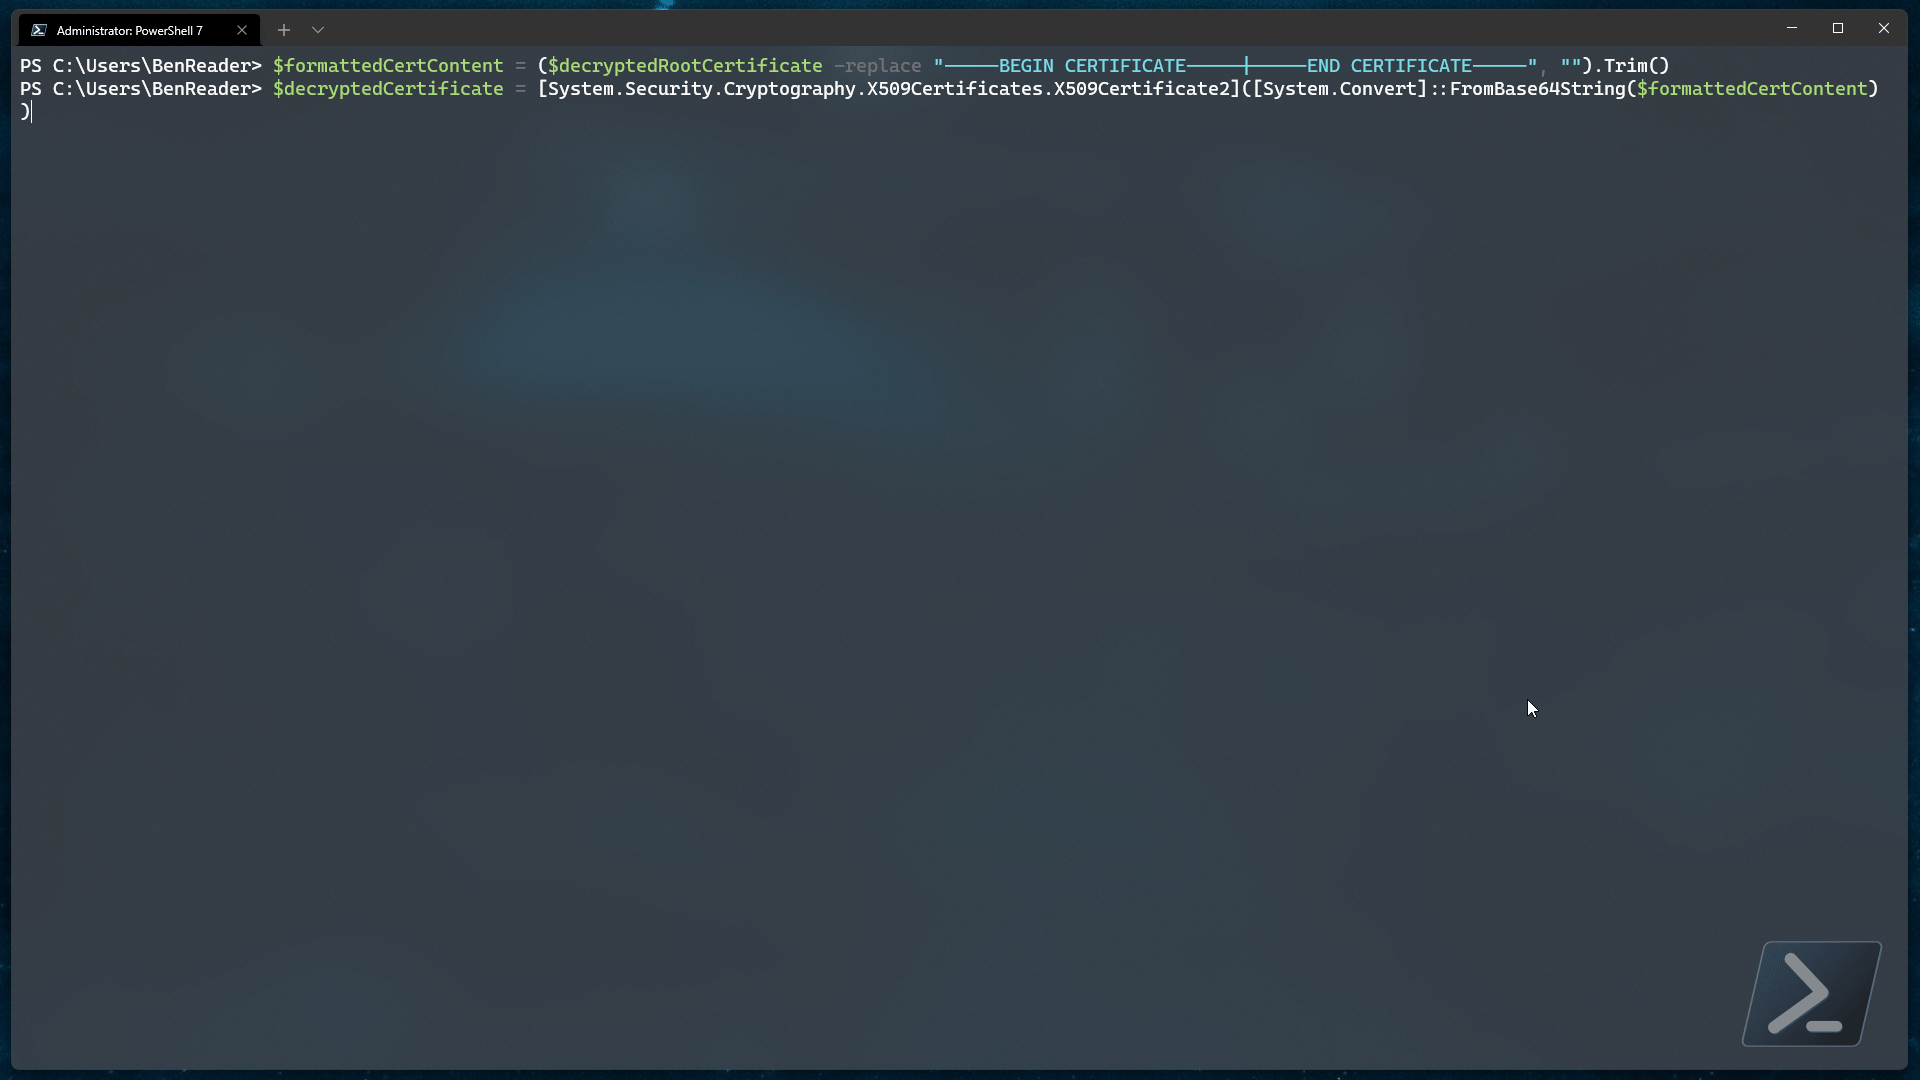 Administrator: PowerShell 7
PS C:\Users\BenReader> $formattedCertContent = ($decryptedRootCertificate -replace "-----BEGIN CERTIFICATE-----|-----END CERTIFICATE-----", "").Trim()
PS C:\Users\BenReader> $decryptedCertificate = [System.Security.Cryptography.X509Certificates.X509Certificate2]([System.Convert]::FromBase64String($formattedCertContent)
)